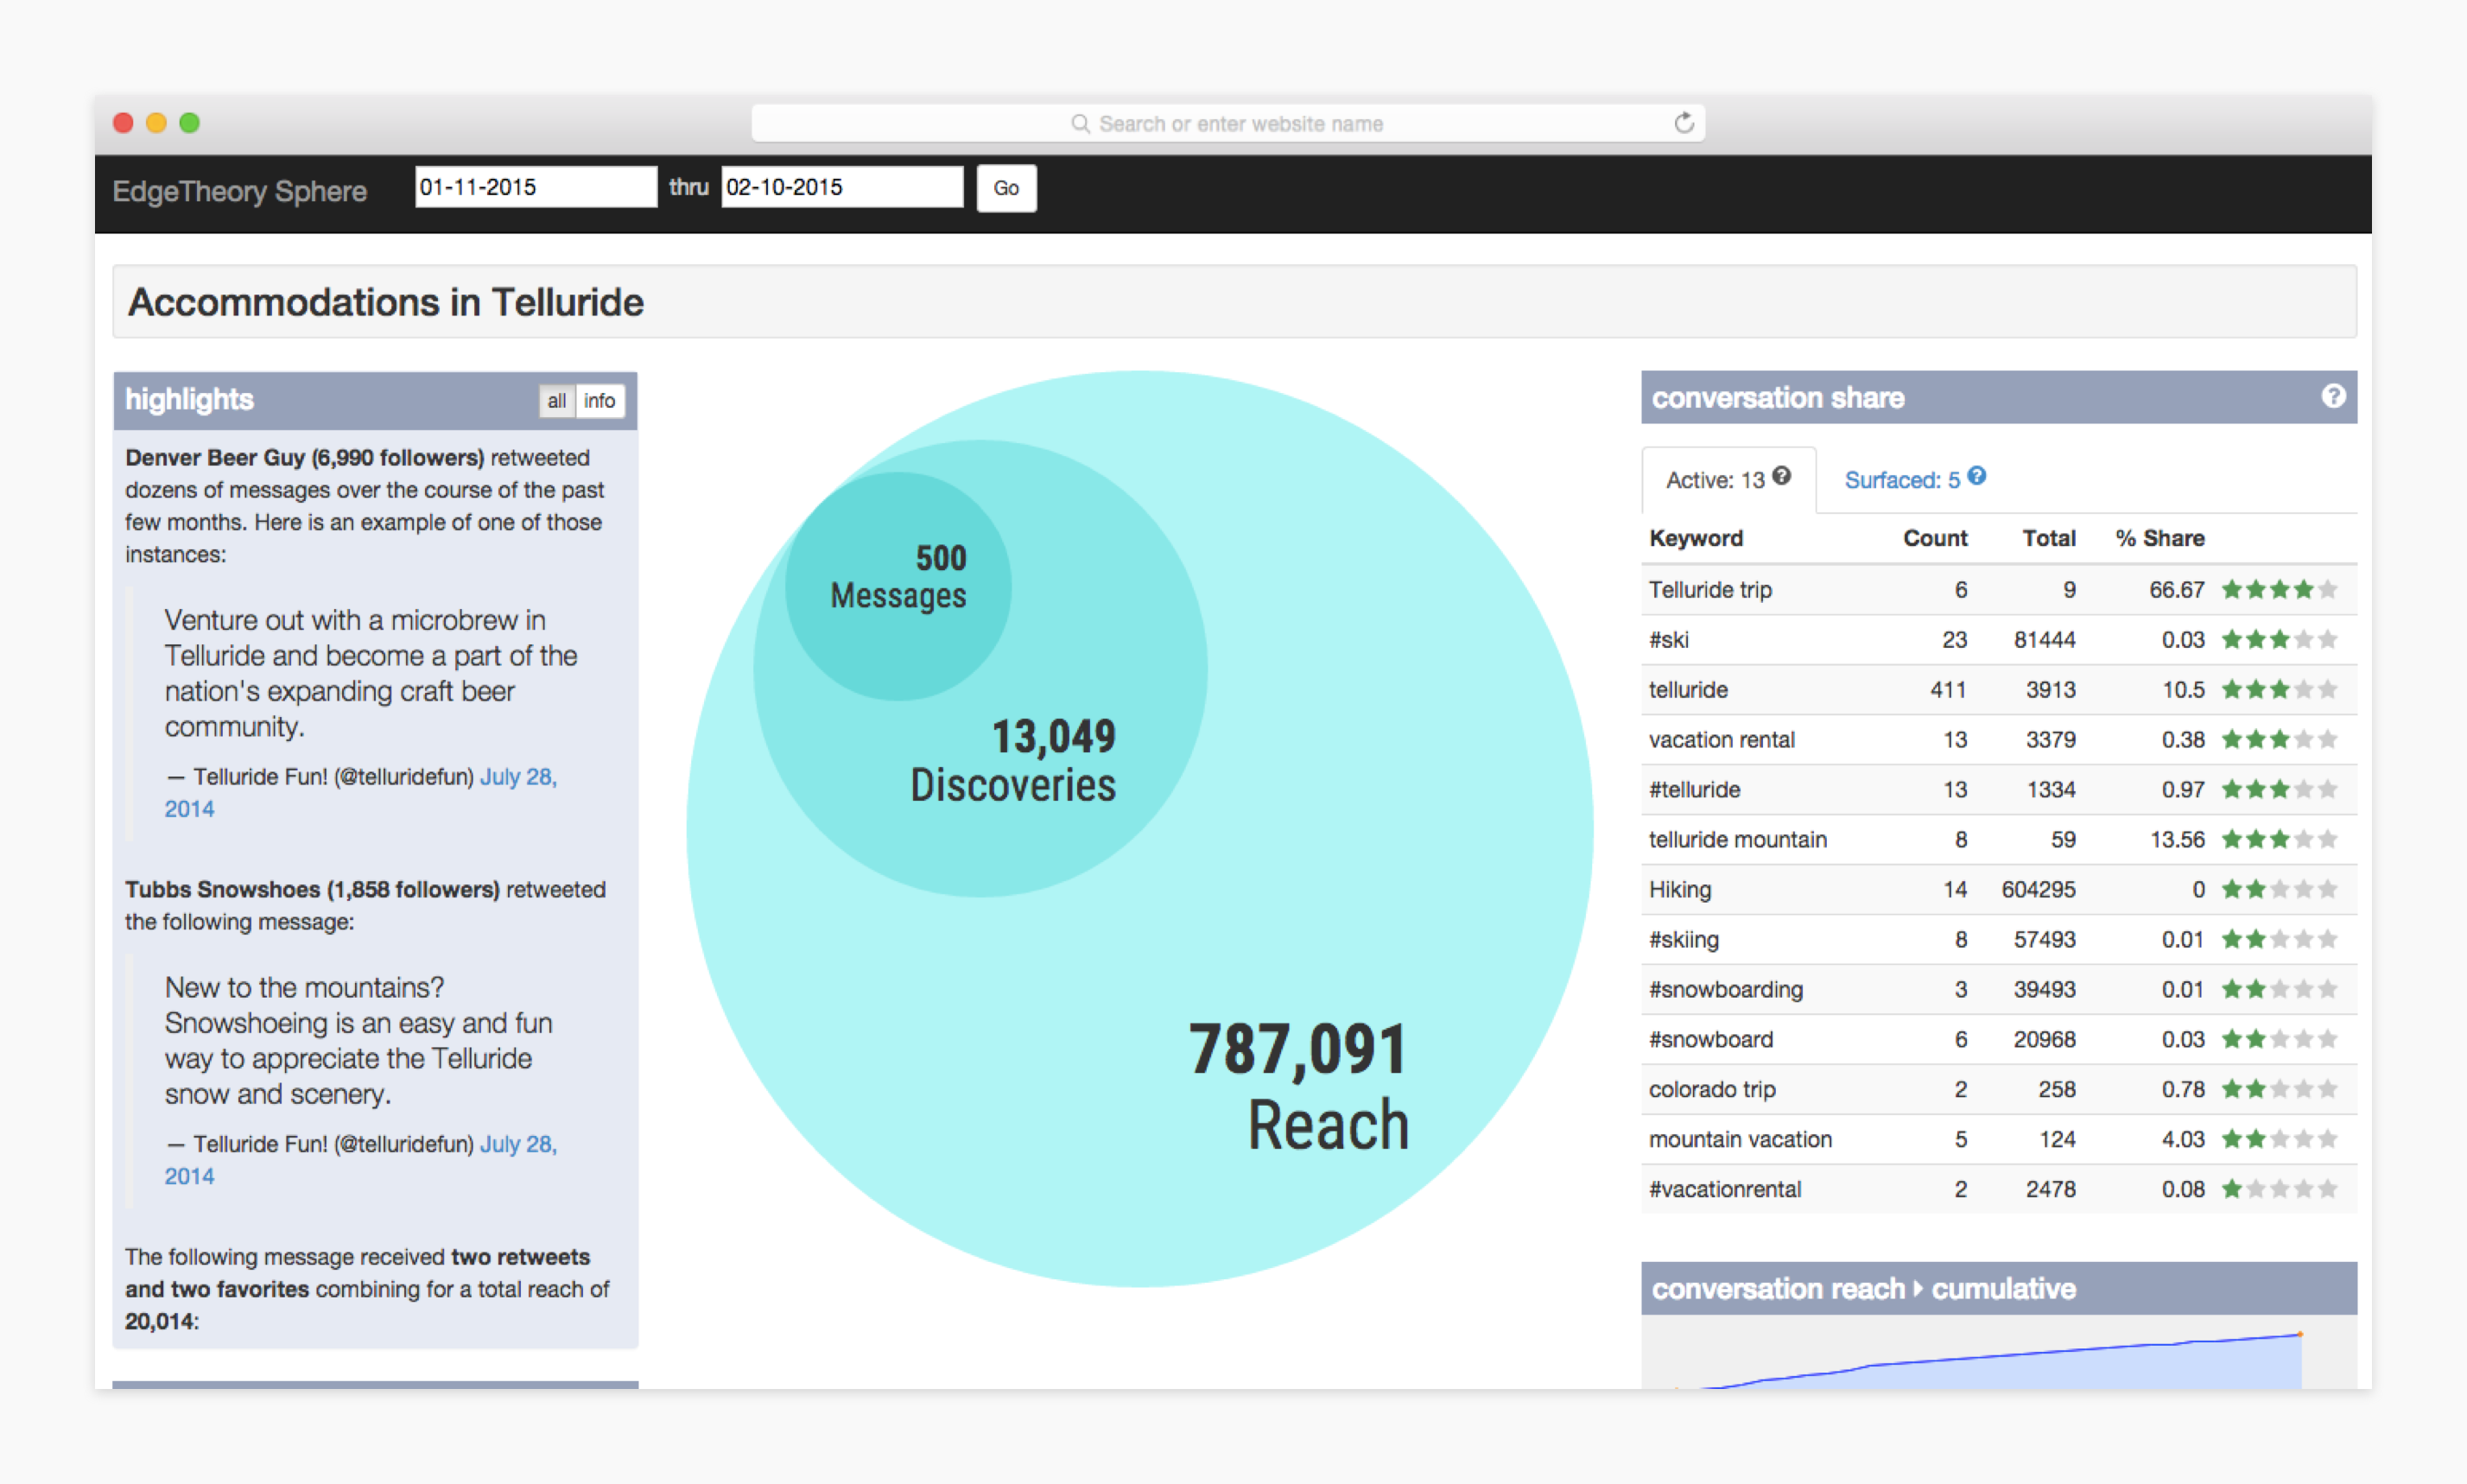 Search or enter website name
EdgeTheory Sphere 01-11-2015 thru 02-10-2015 Go
Accommodations in Telluride
highlights all info
Denver Beer Guy (6,990 followers) retweeted
dozens of messages over the course of the past
few months. Here is an example of one of those
instances:
Venture out with a microbrew in
Telluride and become a part of the
nation's expanding craft beer
community.
— Telluride Fun! (@telluridefun) July 28,
2014
Tubbs Snowshoes (1,858 followers) retweeted
the following message:
New to the mountains?
Snowshoeing is an easy and fun
way to appreciate the Telluride
snow and scenery.
— Telluride Fun! (@telluridefun) July 28,
2014
The following message received two retweets
and two favorites combining for a total reach of
20,014:
500
Messages
13,049
Discoveries
787,091
Reach
conversation share ?
Active: 13 ? Surfaced: 5 ?
Keyword Count Total % Share
Telluride trip 6 9 66.67
#ski 23 81444 0.03
telluride 411 3913 10.5
vacation rental 13 3379 0.38
#telluride 13 1334 0.97
telluride mountain 8 59 13.56
Hiking 14 604295 0
#skiing 8 57493 0.01
#snowboarding 3 39493 0.01
#snowboard 6 20968 0.03
colorado trip 2 258 0.78
mountain vacation 5 124 4.03
#vacationrental 2 2478 0.08
conversation reach cumulative